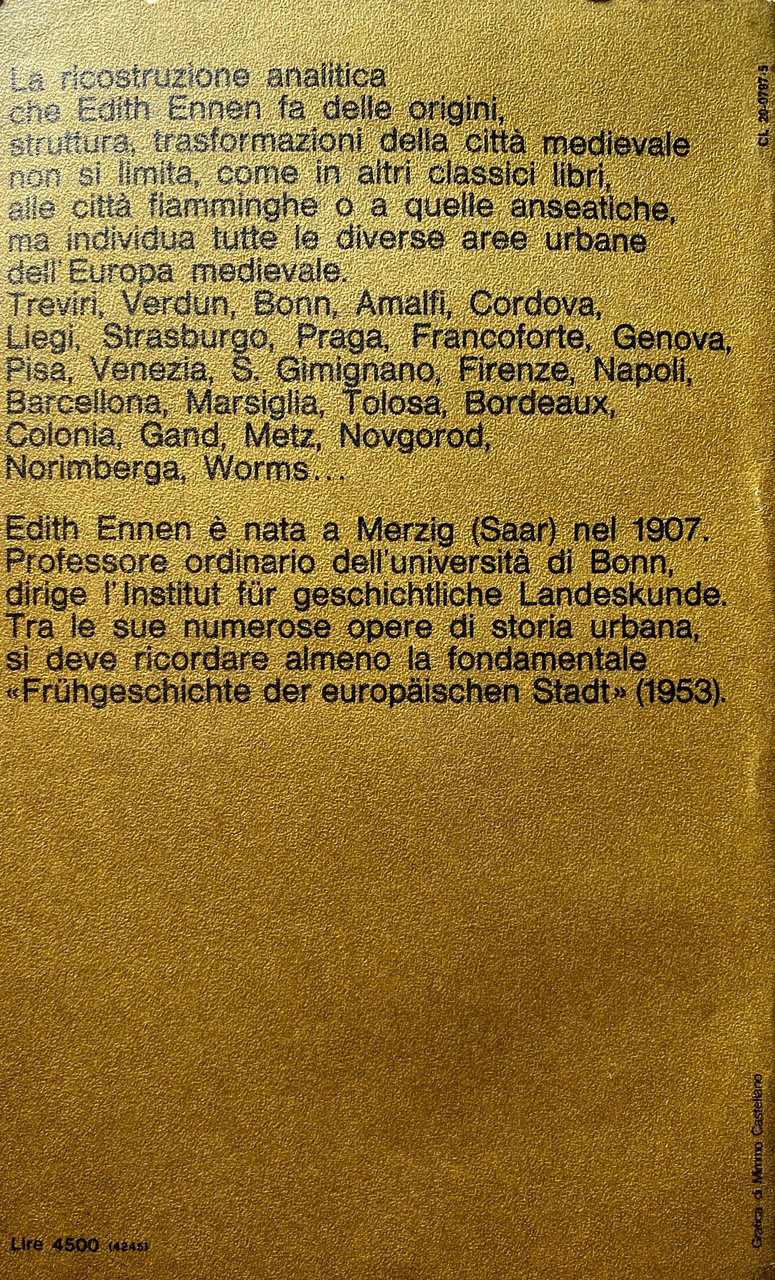 La ricostruzione analitica
che Edith Ennen fa delle origini,
struttura, trasformazioni della città medievale
non si limita, come in altri classici libri,
alle città fiamminghe o a quelle anseatiche,
ma individua tutte le diverse aree urbane
dell'Europa medievale.
Treviri, Verdun, Bonn, Amalfi, Cordova,
Liegi, Strasburgo, Praga, Francoforte, Genova,
Pisa, Venezia, S. Gimignano, Firenze, Napoli,
Barcellona, Marsiglia, Tolosa, Bordeaux,
Colonia, Gand, Metz, Novgorod,
Norimberga, Worms...
Edith Ennen è nata a Merzig (Saar) nel 1907.
Professore ordinario dell'università di Bonn,
dirige l'Institut für geschichtliche Landeskunde.
Tra le sue numerose opere di storia urbana,
si deve ricordare almeno la fondamentale
«Frühgeschichte der europäischen Stadt» (1953).
Lire 4500 (4245)
CL 20-0797-5
Grafica di Mimmo Castellano